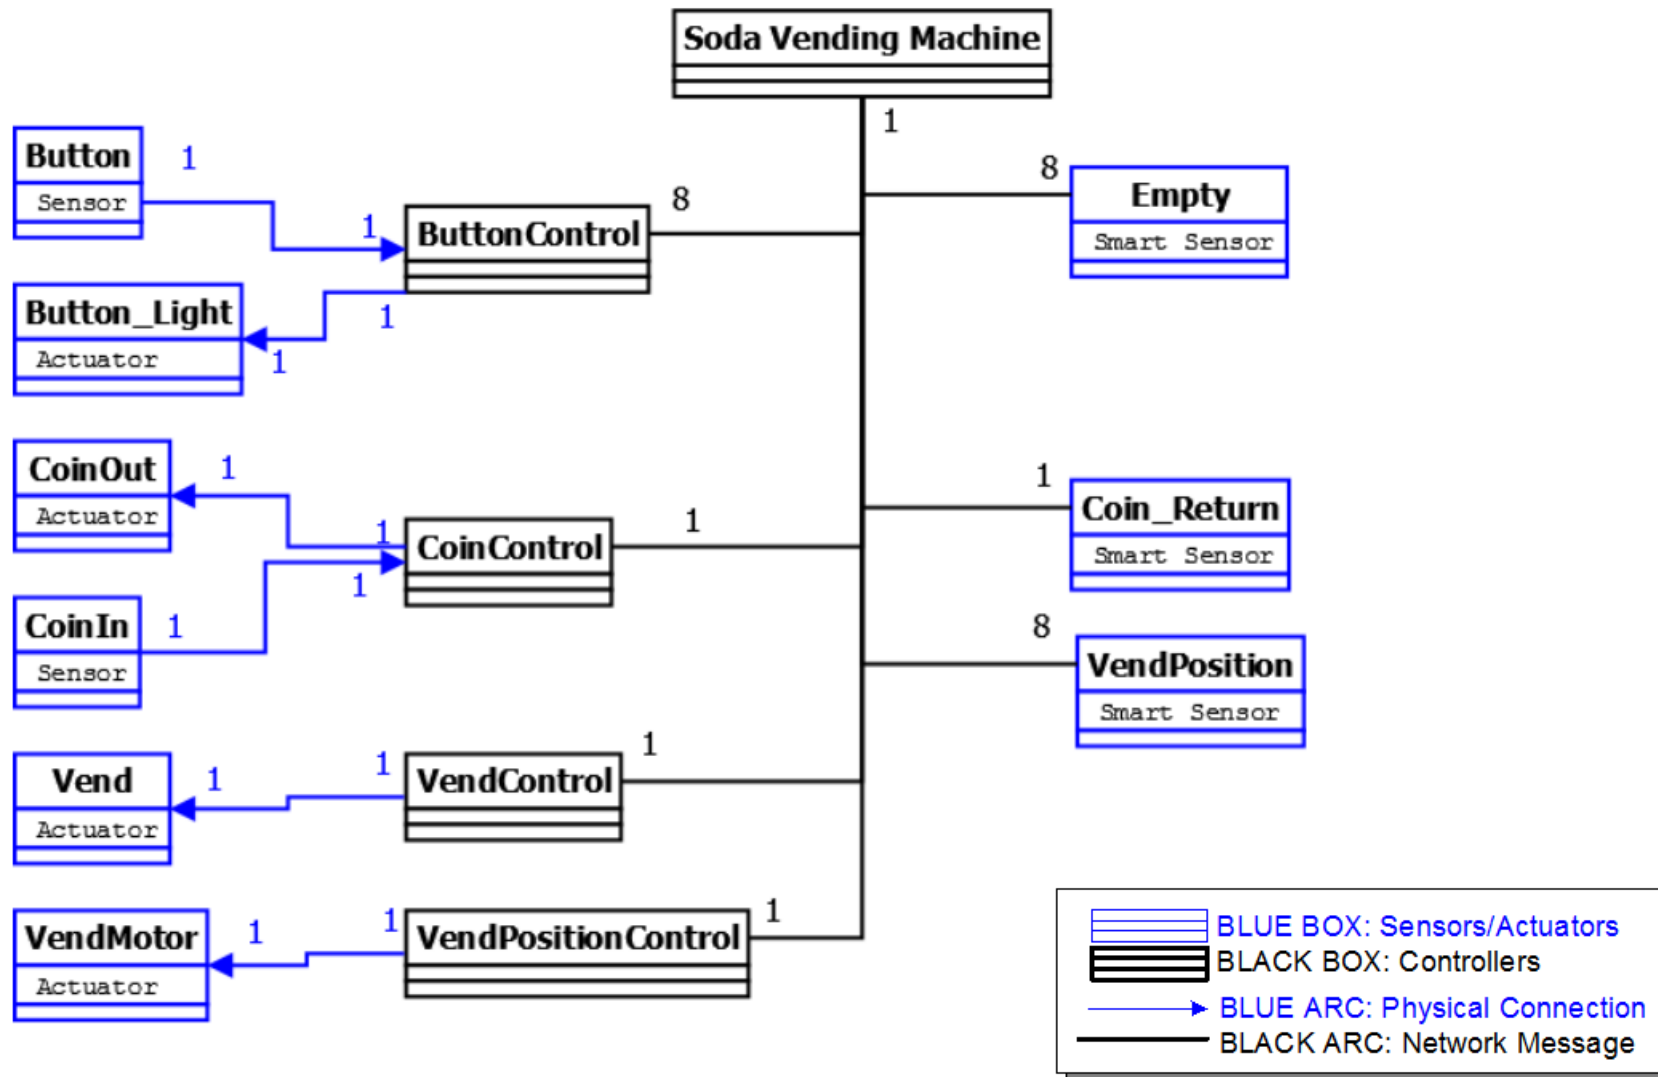 Soda Vending Machine
1
Button
Sensor
1
1
ButtonControl
8
8
Empty
Smart Sensor
Button_Light
Actuator
1
1
CoinOut
Actuator
1
1
CoinControl
1
1
Coin_Return
Smart Sensor
CoinIn
Sensor
1
1
8
VendPosition
Smart Sensor
Vend
Actuator
1
1
VendControl
1
VendMotor
Actuator
1
1
VendPositionControl
1
BLUE BOX: Sensors/Actuators
BLACK BOX: Controllers
BLUE ARC: Physical Connection
BLACK ARC: Network Message